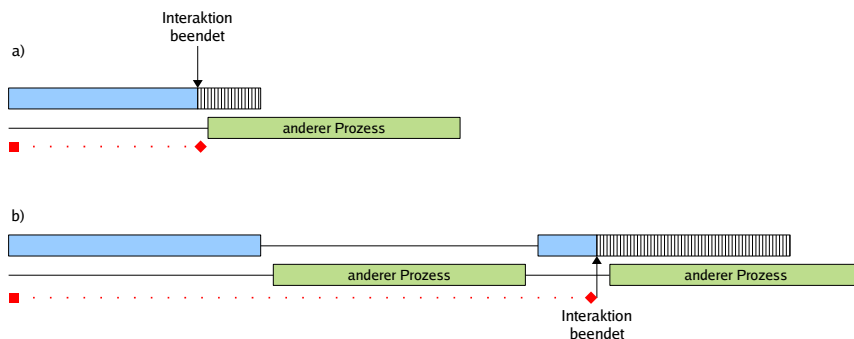 Interaktion
beendet
a)
anderer Prozess
b)
anderer Prozess
anderer Prozess
Interaktion
beendet